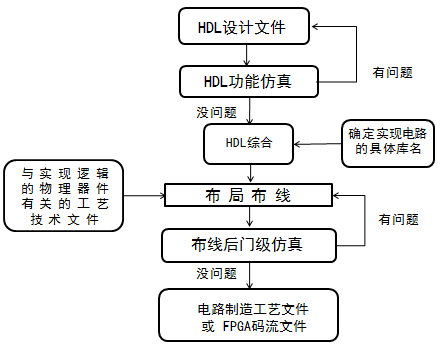 HDL设计文件
有问题
HDL功能仿真
没问题
HDL综合
确定实现电路
的具体库名
与实现逻辑
的物理器件
有关的工艺
技术文件
布局布线
有问题
布线后门级仿真
没问题
电路制造工艺文件
或 FPGA码流文件